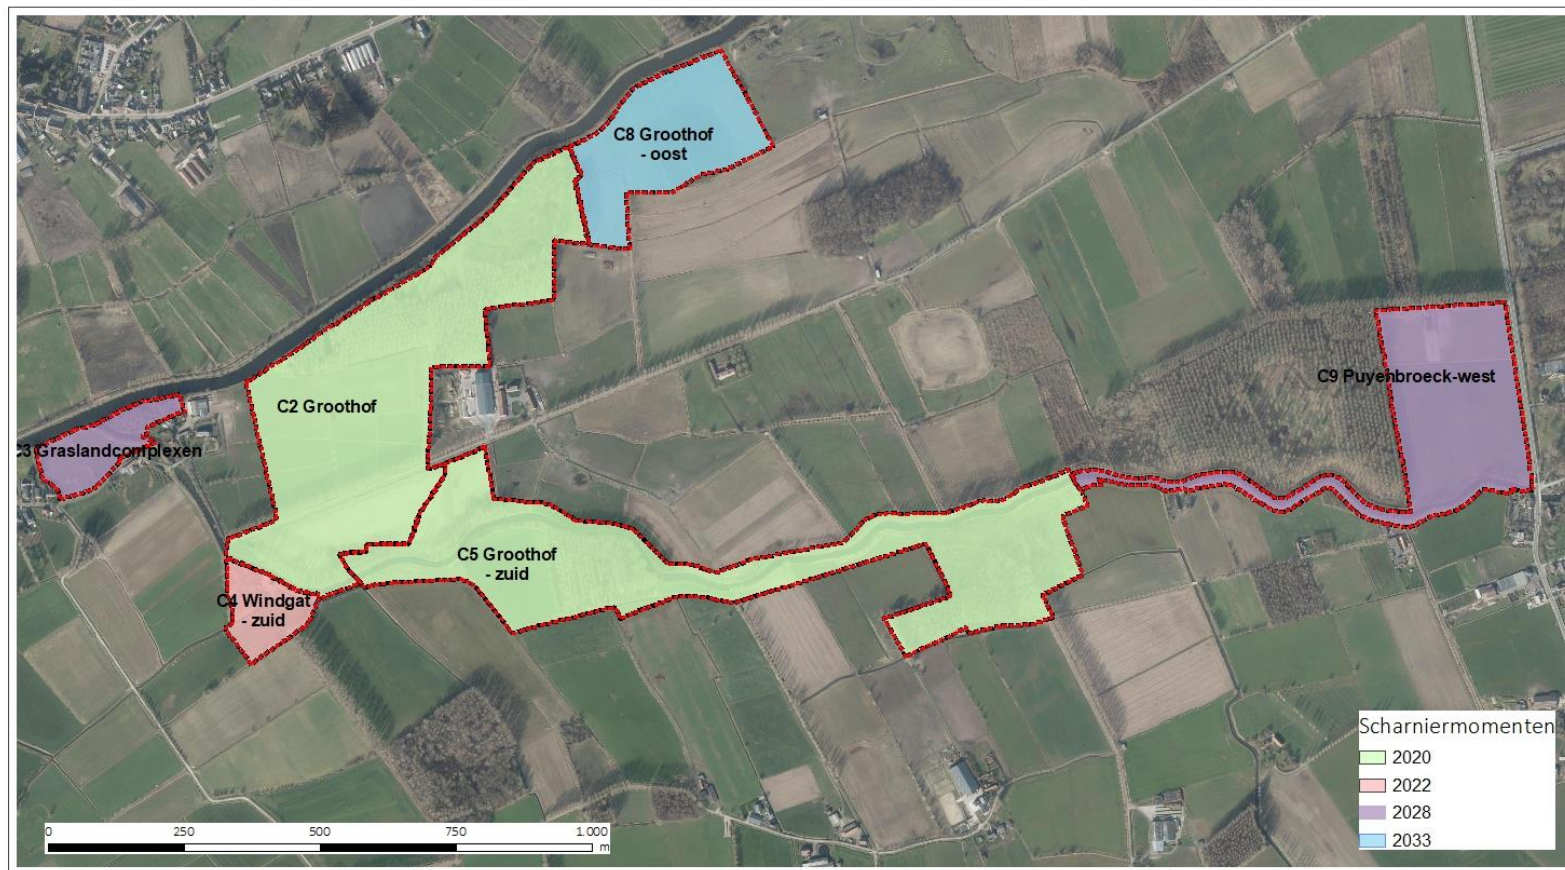 C8 Groothof
- oost
C9 Puyenbroeck-west
C2 Groothof
C3 Graslandcomplexen
C5 Groothof
- zuid
C4 Windgat
- zuid
Scharniermomenten
2020
2022
2028
2033
0 250 500 750 1.000
m